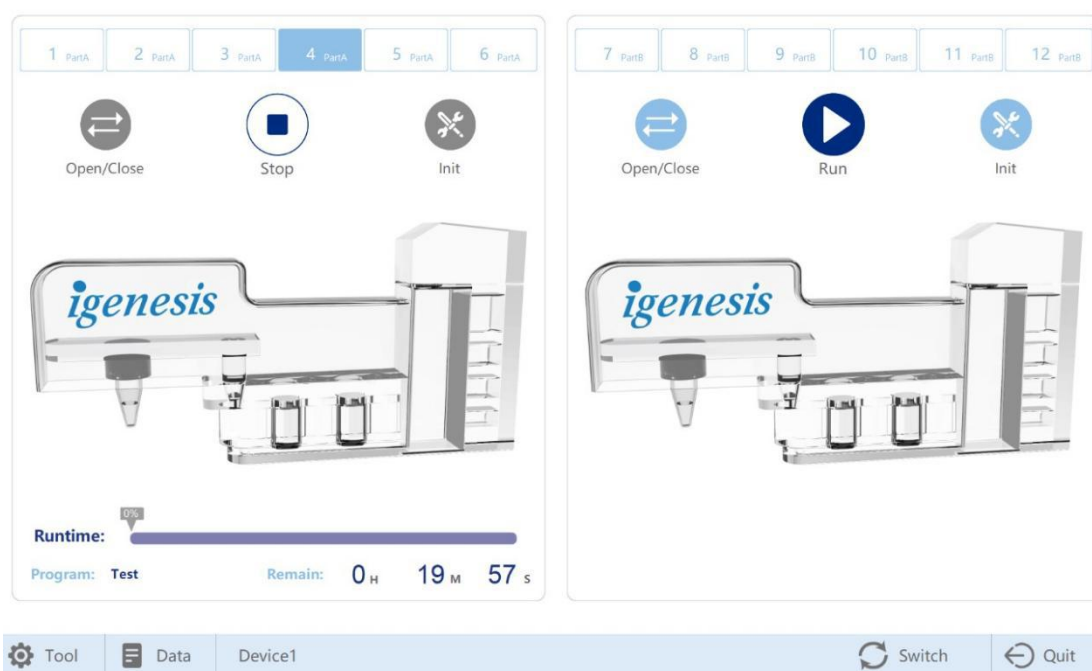 1 PartA 2 PartA 3 PartA 4 PartA 5 PartA 6 PartA
Open/Close Stop Init
igenesis
0%
Runtime:
Program: Test Remain: 0 H 19 M 57 S
7 PartB 8 PartB 9 PartB 10 PartB 11 PartB 12 PartB
Open/Close Run Init
igenesis
Tool Data Device1 Switch Quit